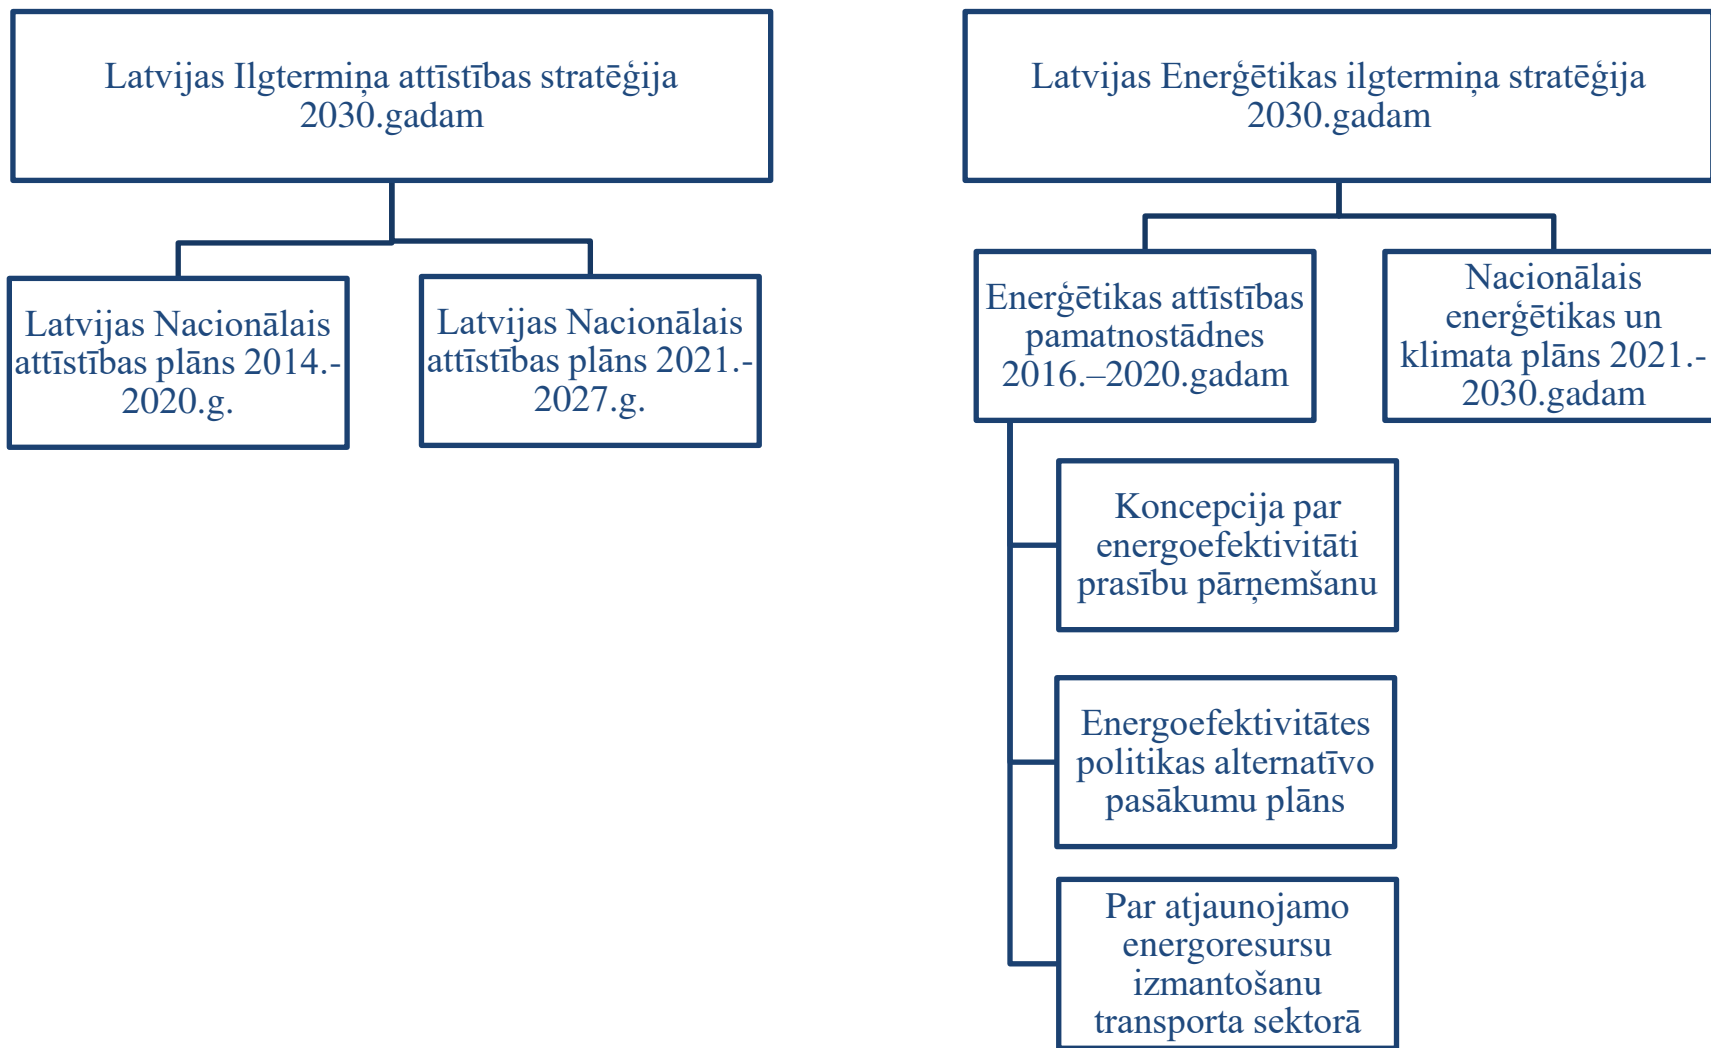 Latvijas Ilgtermiņa attīstības stratēģija
2030.gadam
Latvijas Nacionālais
attīstības plāns 2014.-
2020.g.
Latvijas Nacionālais
attīstības plāns 2021.-
2027.g.
Latvijas Enerģētikas ilgtermiņa stratēģija
2030.gadam
Enerģētikas attīstības
pamatnostādnes
2016.–2020.gadam
Nacionālais
enerģētikas un
klimata plāns 2021.-
2030.gadam
Koncepcija par
energoefektivitāti
prasību pārņemšanu
Energoefektivitātes
politikas alternatīvo
pasākumu plāns
Par atjaunojamo
energoresursu
izmantošanu
transporta sektorā